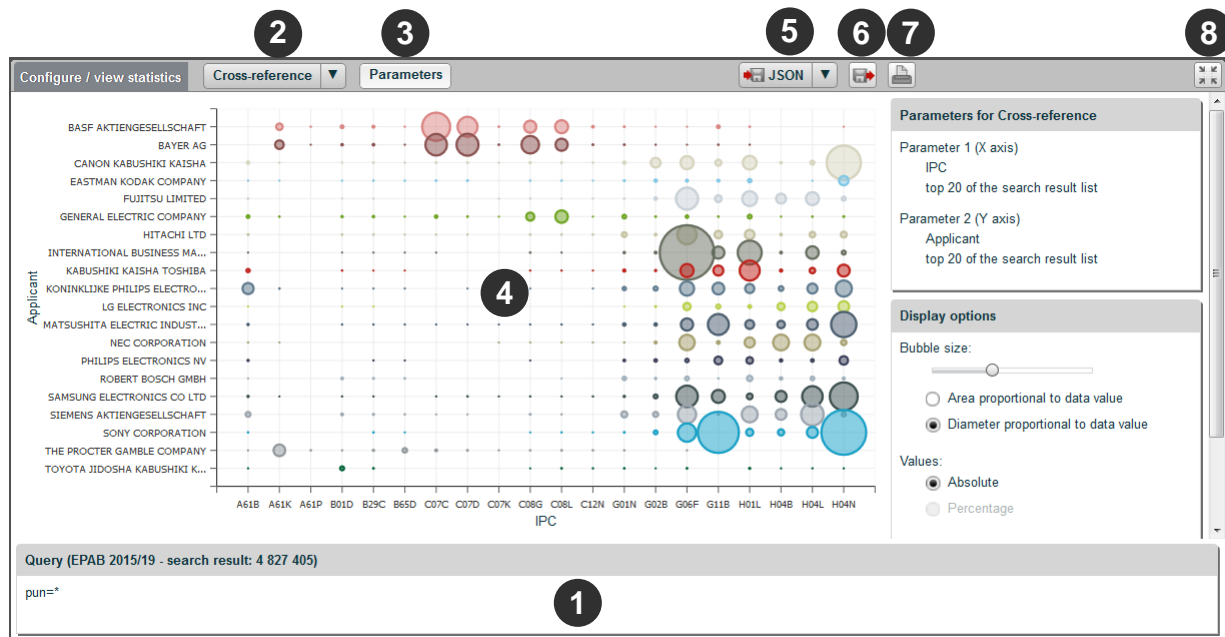 2 3 5 6 7 8
Configure / view statistics Cross-reference Parameters JSON
BASF AKTIENGESELLSCHAFT
BAYER AG
CANON KABUSHIKI KAISHA
EASTMAN KODAK COMPANY
FUJITSU LIMITED
GENERAL ELECTRIC COMPANY
HITACHI LTD
INTERNATIONAL BUSINESS MA...
KABUSHIKI KAISHA TOSHIBA
KONINKLIJKE PHILIPS ELECTRO...
LG ELECTRONICS INC
MATSUSHITA ELECTRIC INDUST...
NEC CORPORATION
PHILIPS ELECTRONICS NV
ROBERT BOSCH GMBH
SAMSUNG ELECTRONICS CO LTD
SIEMENS AKTIENGESELLSCHAFT
SONY CORPORATION
THE PROCTER GAMBLE COMPANY
TOYOTA JIDOSHA KABUSHIKI K...
Applicant
4
A61B A61K A61P B01D B29C B65D C07C C07D C07K C08G C08L C12N G01N G02B G06F G11B H01L H04B H04L H04N
IPC
Parameters for Cross-reference
Parameter 1 (X axis)
IPC
top 20 of the search result list
Parameter 2 (Y axis)
Applicant
top 20 of the search result list
Display options
Bubble size:
Area proportional to data value
Diameter proportional to data value
Values:
Absolute
Percentage
Query (EPAB 2015/19 - search result: 4 827 405)
pun=*
1